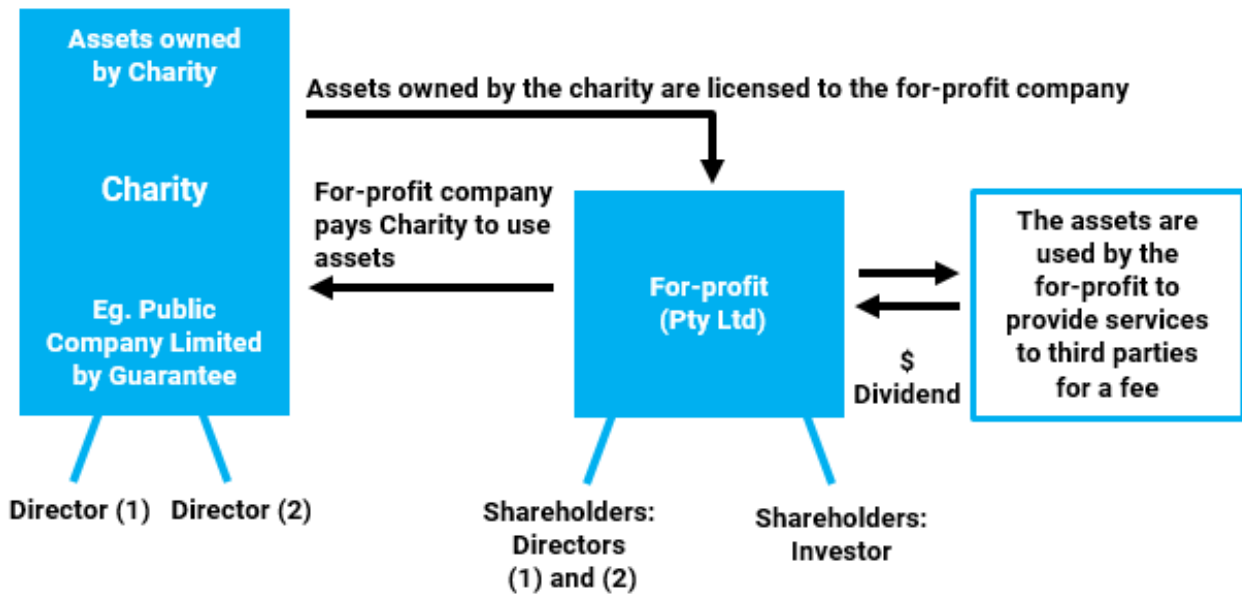 Assets owned
by Charity
Charity
Eg. Public
Company Limited
by Guarantee
Director (1)
Director (2)
Assets owned by the charity are licensed to the for-profit company
For-profit company
pays Charity to use
assets
For-profit
(Pty Ltd)
Shareholders:
Directors
(1) and (2)
Shareholders:
Investor
$
Dividend
The assets are
used by the
for-profit to
provide services
to third parties
for a fee